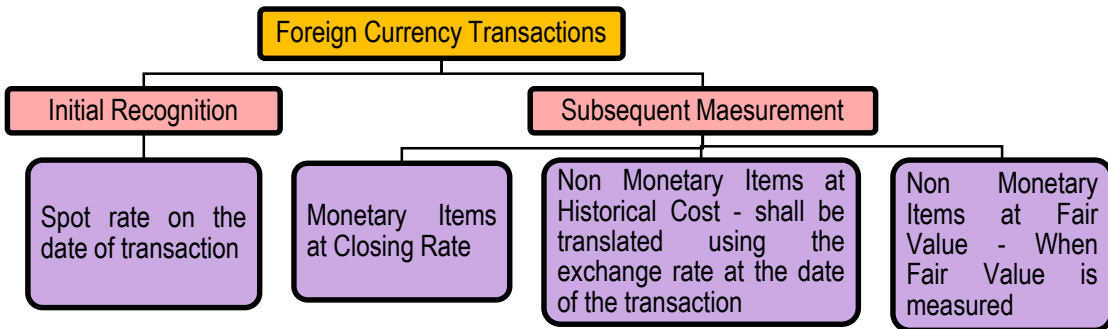 Foreign Currency Transactions
Initial Recognition
Subsequent Maesurement
Spot rate on the
date of transaction
Monetary Items
at Closing Rate
Non Monetary Items at
Historical Cost - shall be
translated using the
exchange rate at the date
of the transaction
Non Monetary
Items at Fair
Value - When
Fair Value is
measured